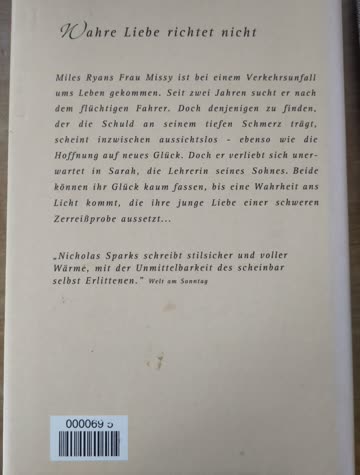 Wahre Liebe richtet nicht
Miles Ryans Frau Missy ist bei einem Verkehrsunfall
ums Leben gekommen. Seit zwei Jahren sucht er nach
dem flüchtigen Fahrer. Doch denjenigen zu finden,
der die Schuld an seinem tiefen Schmerz trägt,
scheint inzwischen aussichtslos - ebenso wie die
Hoffnung auf neues Glück. Doch er verliebt sich uner-
wartet in Sarah, die Lehrerin seines Sohnes. Beide
können ihr Glück kaum fassen, bis eine Wahrheit ans
Licht kommt, die ihre junge Liebe einer schweren
Zerreißprobe aussetzt...
„Nicholas Sparks schreibt stilsicher und voller
Wärme, mit der Unmittelbarkeit des scheinbar
selbst Erlittenen." Welt am Sonntag
000069 5